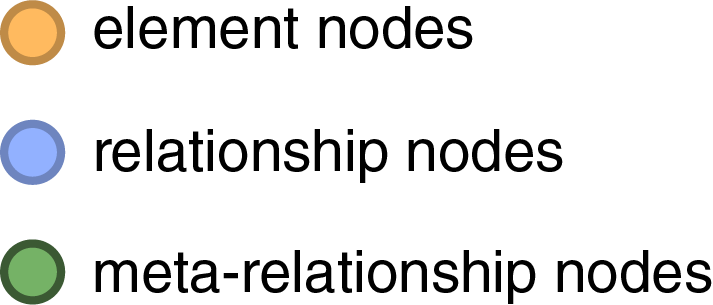 element nodes
relationship nodes
meta-relationship nodes